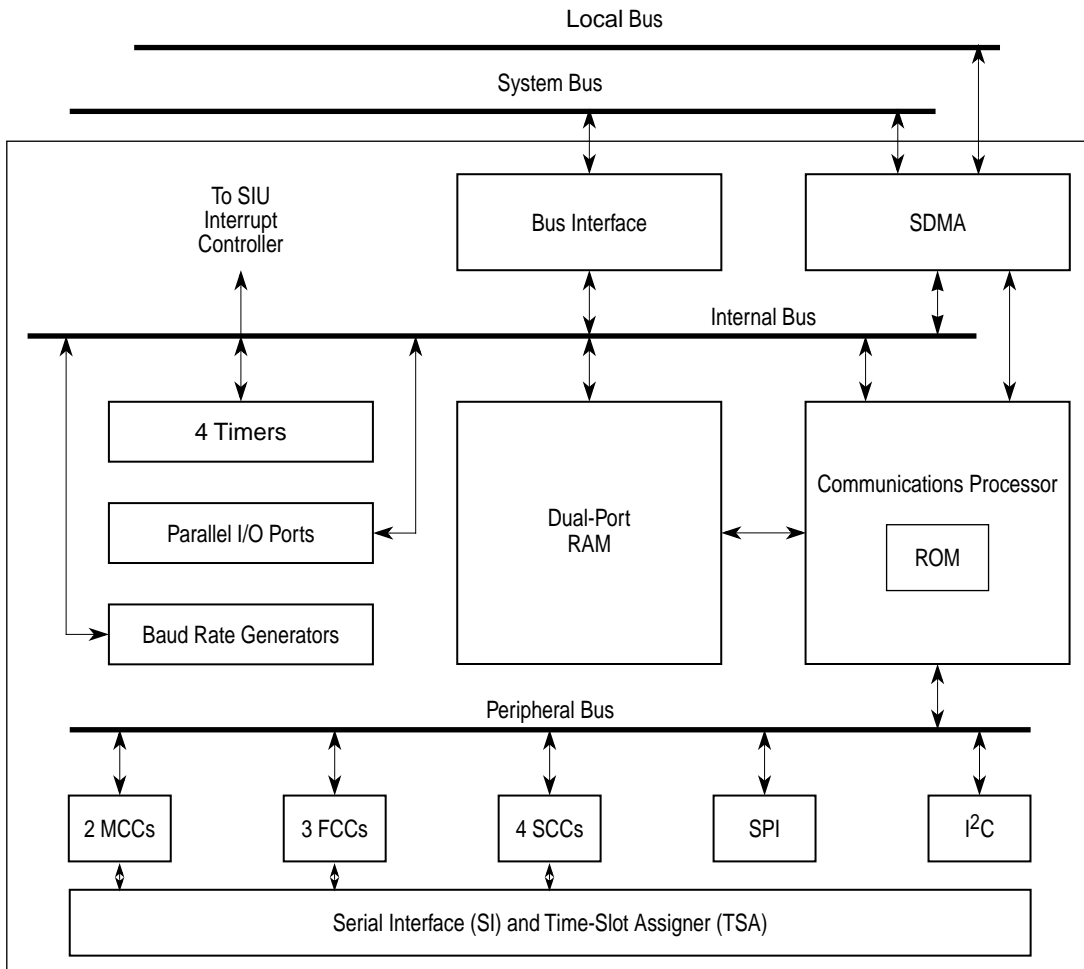 Local Bus
System Bus
To SIU
Interrupt
Controller
Bus Interface
SDMA
Internal Bus
4 Timers
Parallel I/O Ports
Baud Rate Generators
Dual-Port
RAM
Communications Processor
ROM
Peripheral Bus
2 MCCs
3 FCCs
4 SCCs
SPI
I²C
Serial Interface (SI) and Time-Slot Assigner (TSA)